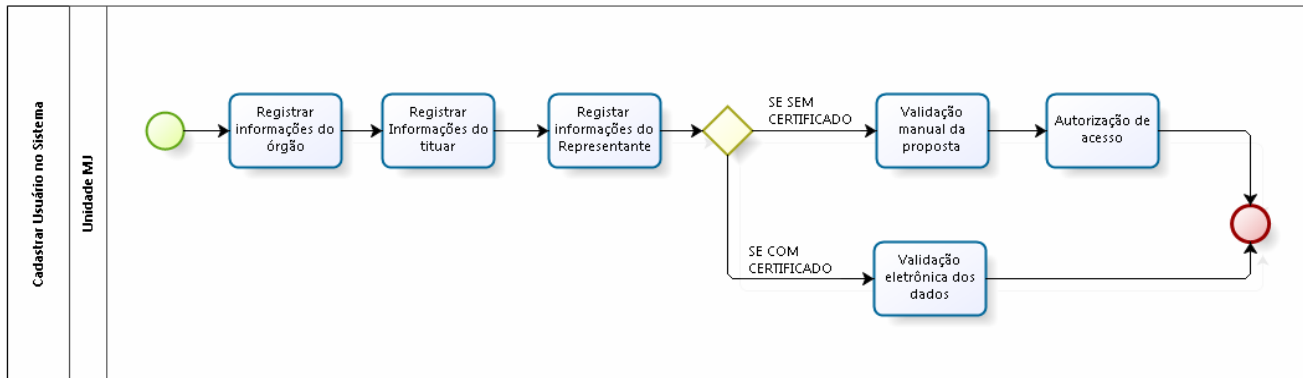 Cadastrar Usuário no Sistema
Unidade MJ
Registrar
informações do
órgão
Registrar
Informações do
tituar
Registar
informações do
Representante
SE SEM
CERTIFICADO
Validação
manual da
proposta
Autorização de
acesso
SE COM
CERTIFICADO
Validação
eletrônica dos
dados